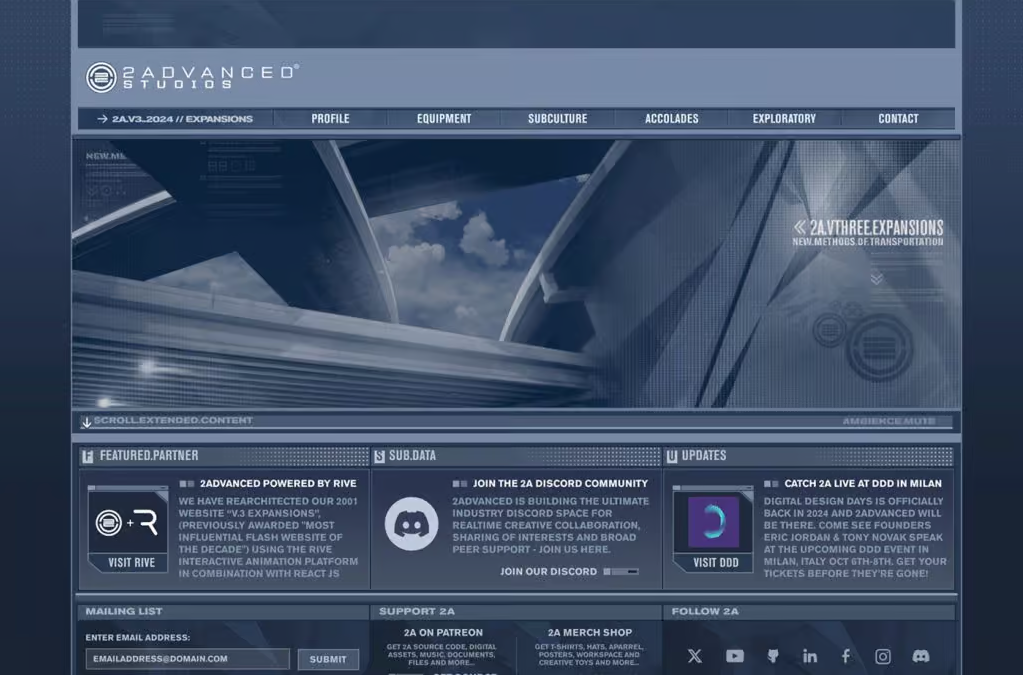 2ADVANCED®
STUDIOS
2A.V3_2024 // EXPANSIONS
PROFILE
EQUIPMENT
SUBCULTURE
ACCOLADES
EXPLORATORY
CONTACT
NEW.ME
2A.VTHREE.EXPANSIONS
NEW.METHODS.OF.TRANSPORTATION
SCROLL.EXTENDED.CONTENT
AMBIENCE.MUTE
F FEATURED.PARTNER
2ADVANCED POWERED BY RIVE
WE HAVE REARCHITECTED OUR 2001
WEBSITE "V.3 EXPANSIONS",
(PREVIOUSLY AWARDED "MOST
INFLUENTIAL FLASH WEBSITE OF
THE DECADE") USING THE RIVE
INTERACTIVE ANIMATION PLATFORM
IN COMBINATION WITH REACT JS
+ R
VISIT RIVE
S SUB.DATA
JOIN THE 2A DISCORD COMMUNITY
2ADVANCED IS BUILDING THE ULTIMATE
INDUSTRY DISCORD SPACE FOR
REALTIME CREATIVE COLLABORATION,
SHARING OF INTERESTS AND BROAD
PEER SUPPORT - JOIN US HERE.
JOIN OUR DISCORD
U UPDATES
CATCH 2A LIVE AT DDD IN MILAN
DIGITAL DESIGN DAYS IS OFFICIALLY
BACK IN 2024 AND 2ADVANCED WILL
BE THERE. COME SEE FOUNDERS
ERIC JORDAN & TONY NOVAK SPEAK
AT THE UPCOMING DDD EVENT IN
MILAN, ITALY OCT 6TH-8TH. GET YOUR
TICKETS BEFORE THEY'RE GONE!
VISIT DDD
MAILING LIST
ENTER EMAIL ADDRESS:
EMAILADDRESS@DOMAIN.COM
SUBMIT
SUPPORT 2A
2A ON PATREON
GET 2A SOURCE CODE, DIGITAL
ASSETS, MUSIC, DOCUMENTS,
FILES AND MORE...
2A MERCH SHOP
GET T-SHIRTS, HATS, APARREL,
POSTERS, WORKSPACE AND
CREATIVE TOYS AND MORE...
FOLLOW 2A